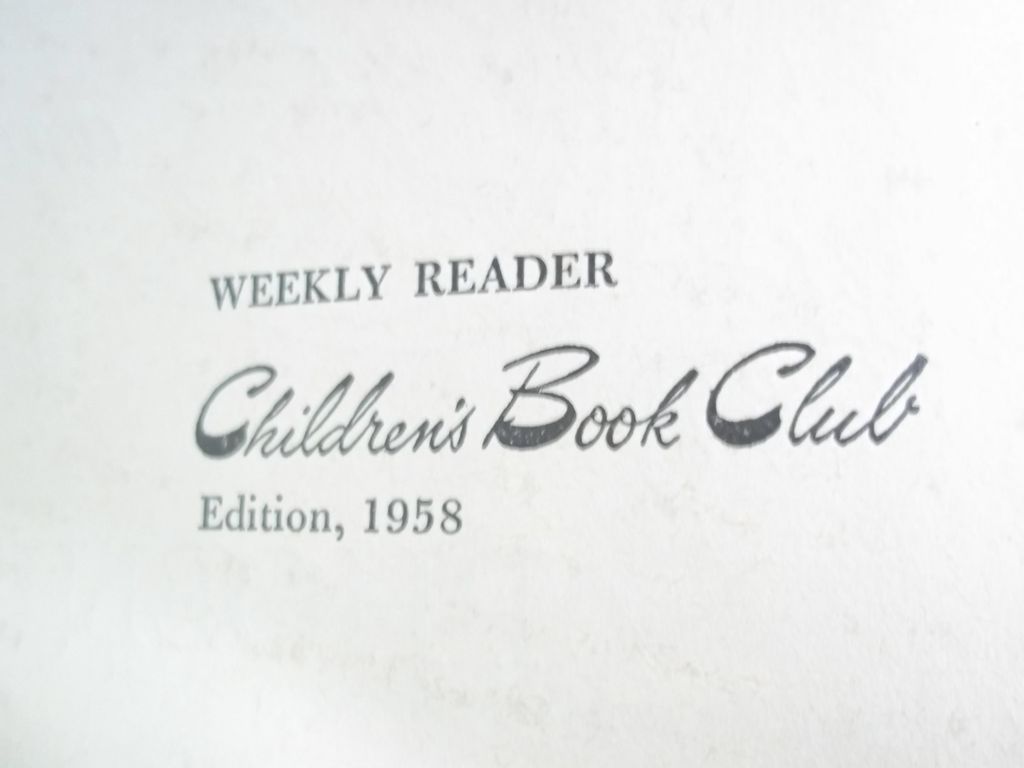 WEEKLY READER
Children's Book Club
Edition, 1958